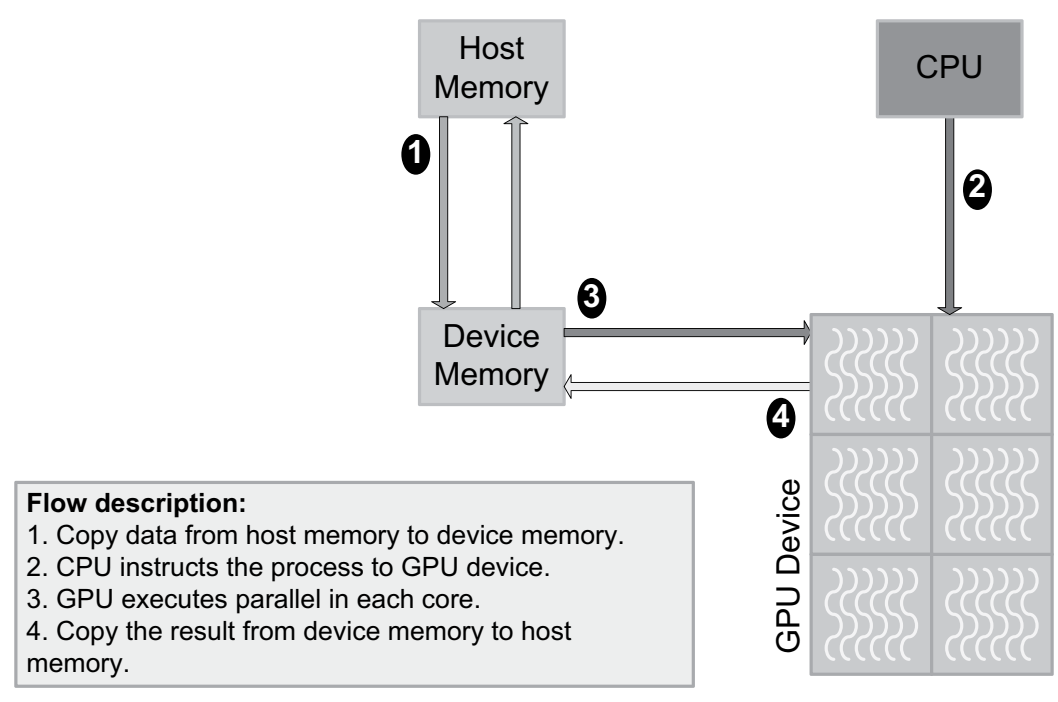 Host
Memory
CPU
1
2
3
Device
Memory
4
GPU Device
Flow description:
1. Copy data from host memory to device memory.
2. CPU instructs the process to GPU device.
3. GPU executes parallel in each core.
4. Copy the result from device memory to host
memory.